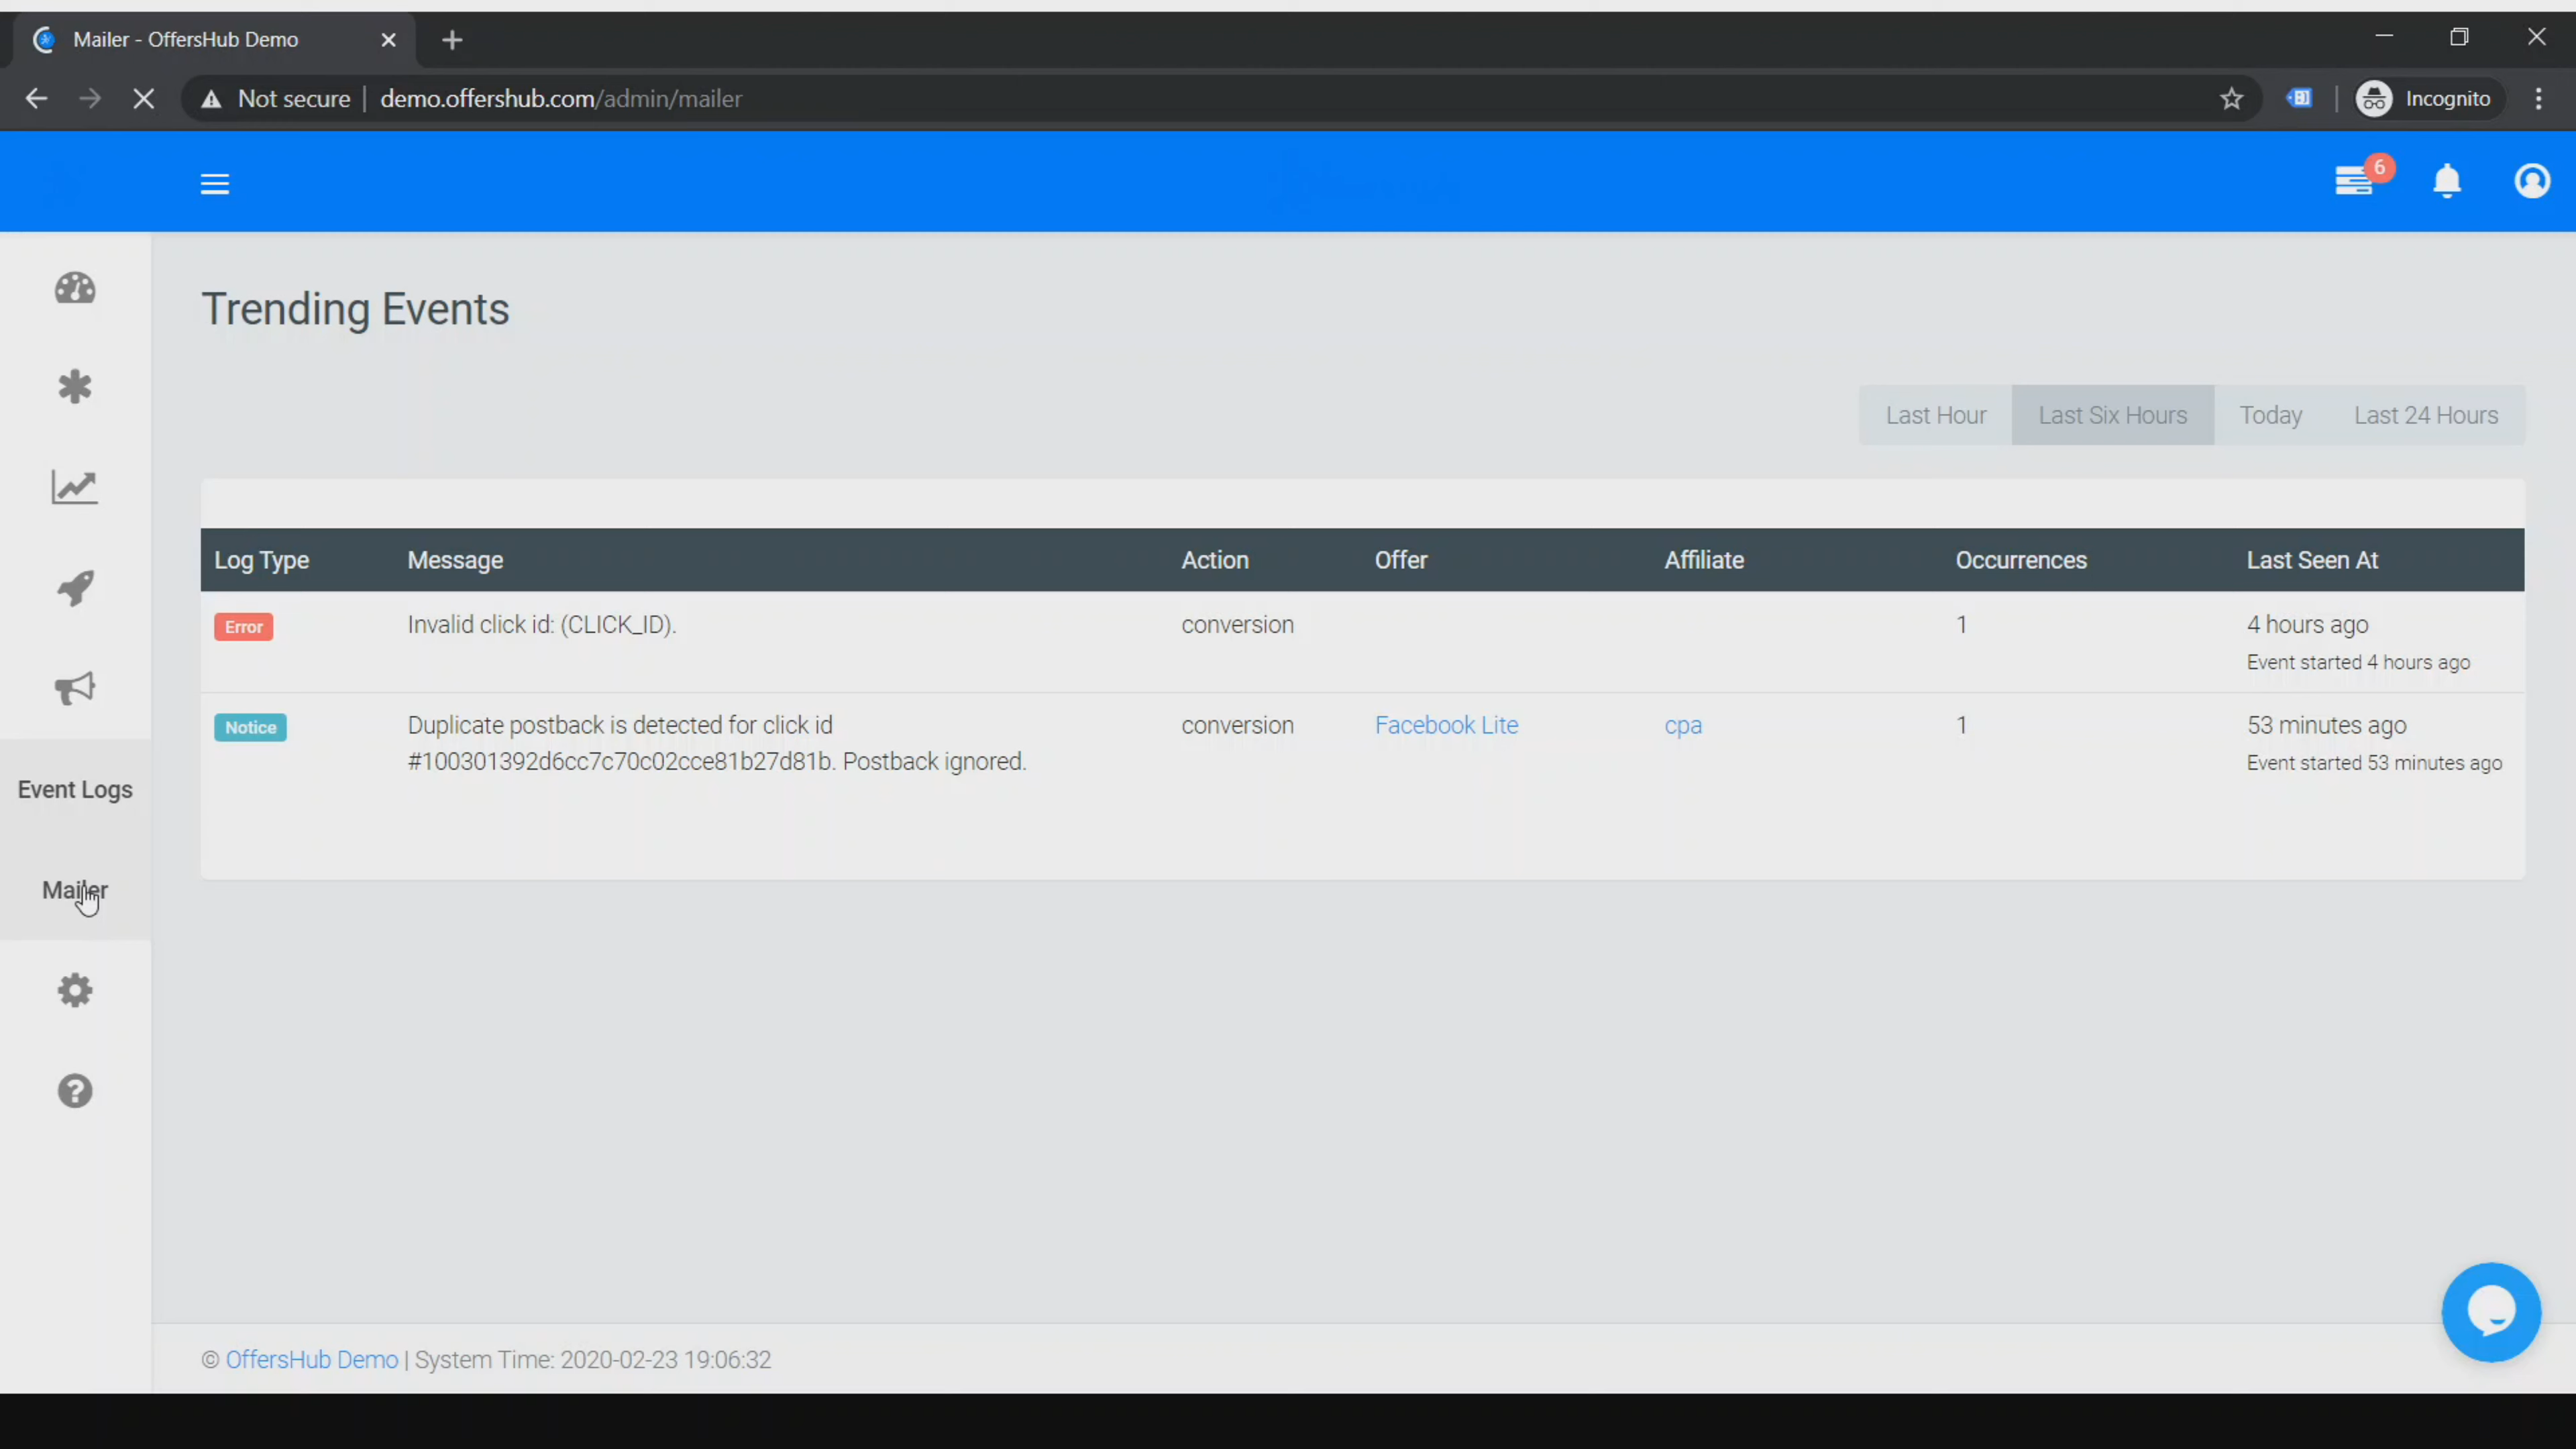 Mailer - OffersHub Demo
Not secure | demo.offershub.com/admin/mailer
Incognito
6
Trending Events
Last Hour Last Six Hours Today Last 24 Hours
Log Type Message Action Offer Affiliate Occurrences Last Seen At
Error Invalid click id: (CLICK_ID). conversion 1 4 hours ago
Event started 4 hours ago
Notice Duplicate postback is detected for click id conversion Facebook Lite cpa 1 53 minutes ago
#100301392d6cc7c70c02cce81b27d81b. Postback ignored. Event started 53 minutes ago
Event Logs
Mailer
© OffersHub Demo | System Time: 2020-02-23 19:06:32